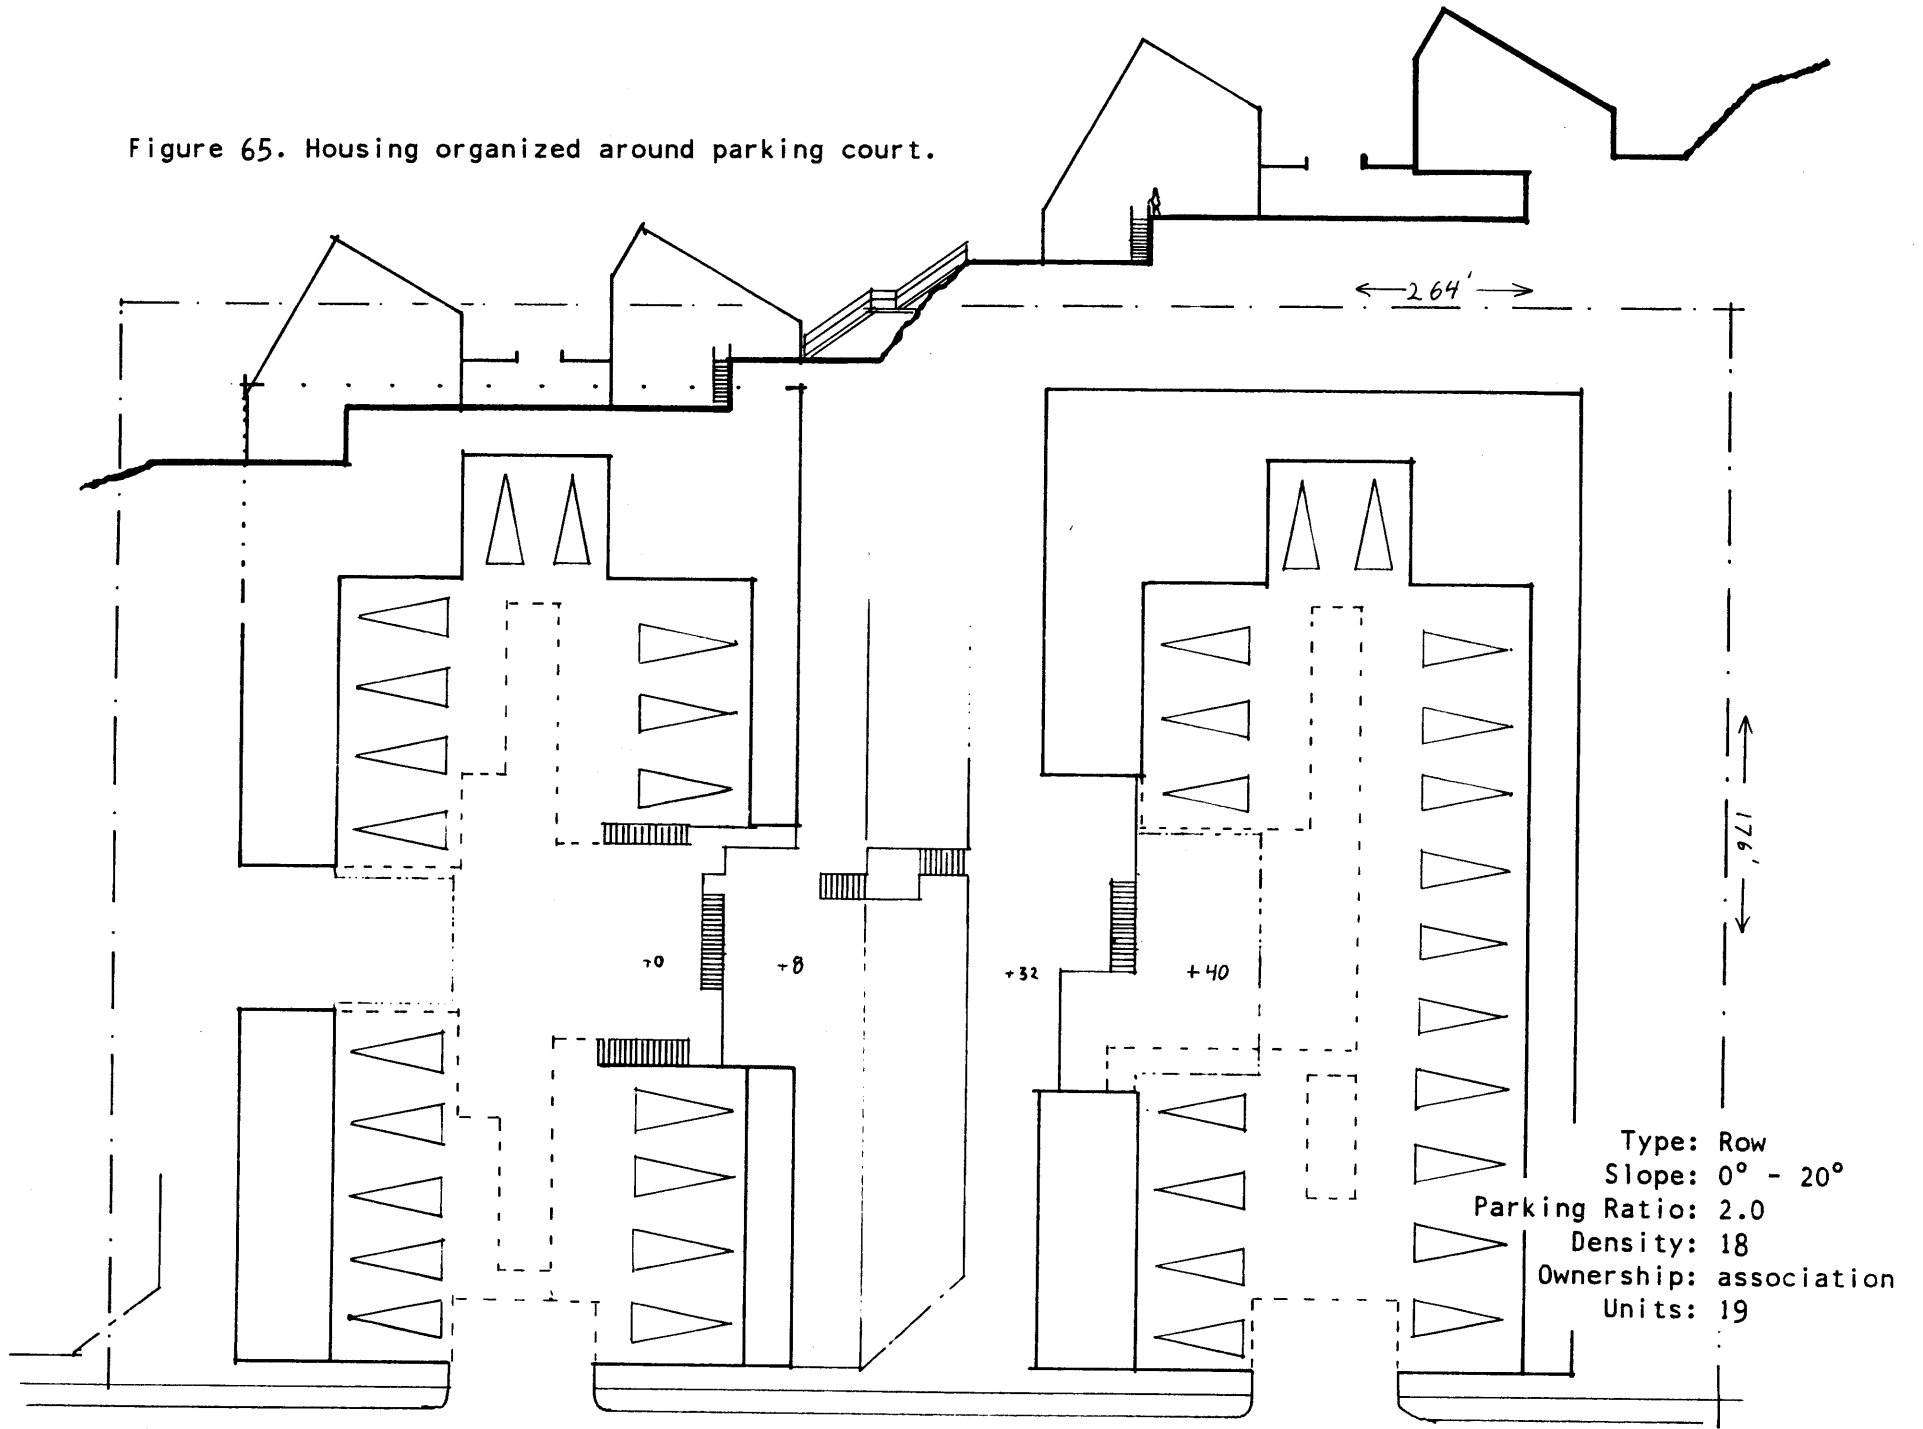 Figure 65. Housing organized around parking court.
264'
176'
+0
+8
+32
+40
Type: Row
Slope: 0° - 20°
Parking Ratio: 2.0
Density: 18
Ownership: association
Units: 19